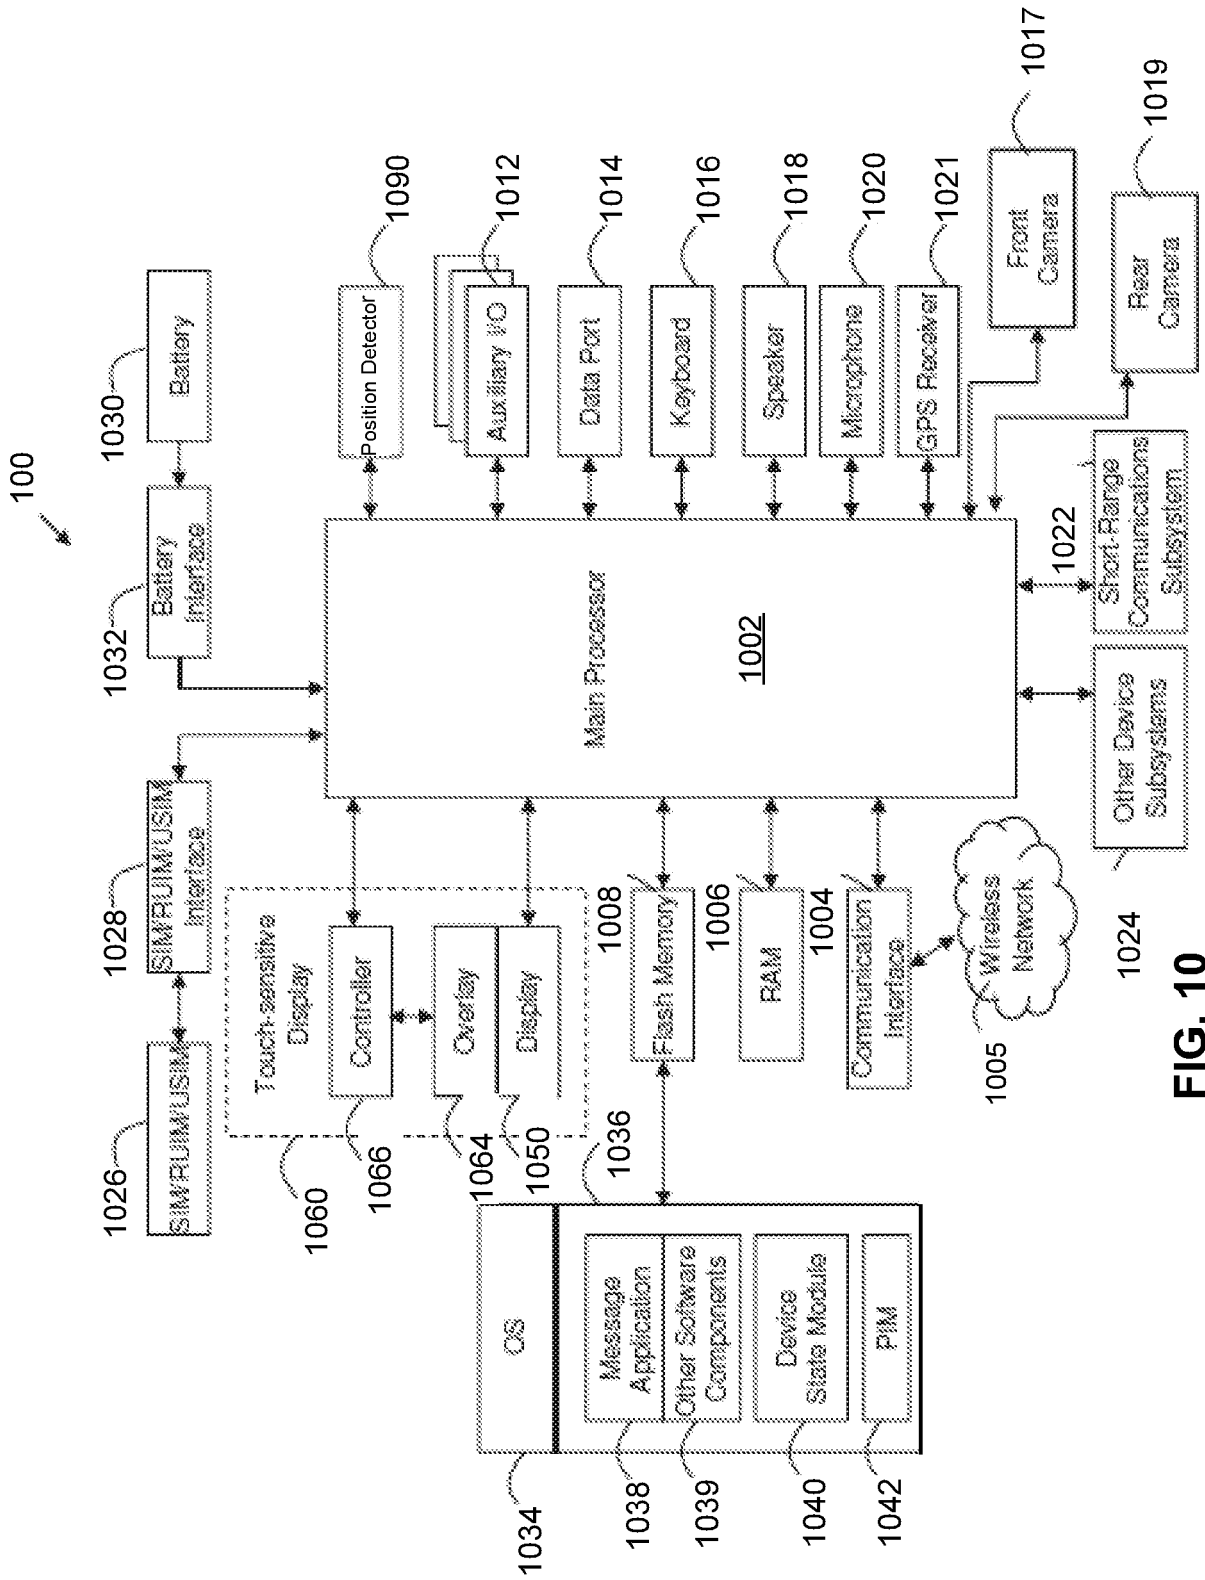 100
1026
SIM/RUIM/USIM
1028
SIM/RUIM/USIM
Interface
1032
Battery
Interface
1030
Battery
1060
Touch-sensitive
Display
1066
Controller
1064
Overlay
1050
Display
1034
OS
1036
1038
Message
Application
1039
Other Software
Components
1040
Device
State Module
1042
PIM
1008
Flash Memory
1006
RAM
1004
Communication
Interface
1005
Wireless
Network
Main Processor
1002
Position Detector
1090
Auxiliary I/O
1012
Data Port
1014
Keyboard
1016
Speaker
1018
Microphone
1020
GPS Receiver
1021
Front
Camera
1017
Rear
Camera
1019
1022
Short-Range
Communications
Subsystem
Other Device
Subsystems
1024
FIG. 10